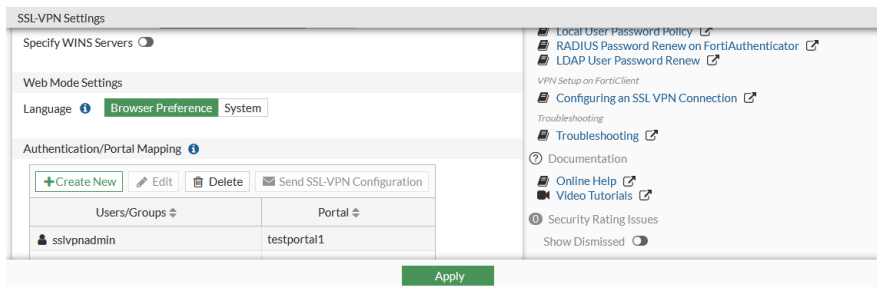 SSL-VPN Settings
Specify WINS Servers
Web Mode Settings
Language Browser Preference System
Authentication/Portal Mapping
Create New Edit Delete Send SSL-VPN Configuration
Users/Groups Portal
sslvpnadmin testportal1
Local User Password Policy
RADIUS Password Renew on FortiAuthenticator
LDAP User Password Renew
VPN Setup on FortiClient
Configuring an SSL VPN Connection
Troubleshooting
Troubleshooting
Documentation
Online Help
Video Tutorials
0 Security Rating Issues
Show Dismissed
Apply